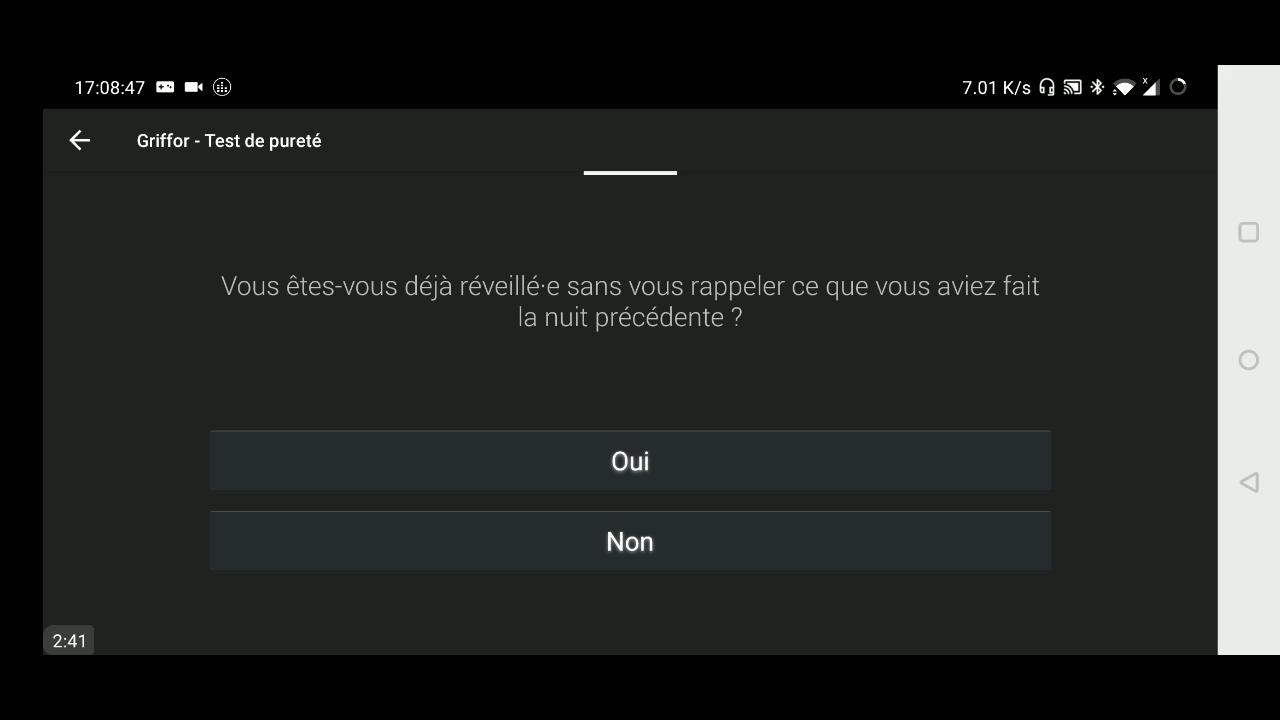 17:08:47
7.01 K/s
Griffor - Test de pureté
Vous êtes-vous déjà réveillé·e sans vous rappeler ce que vous aviez fait
la nuit précédente ?
Oui
Non
2:41